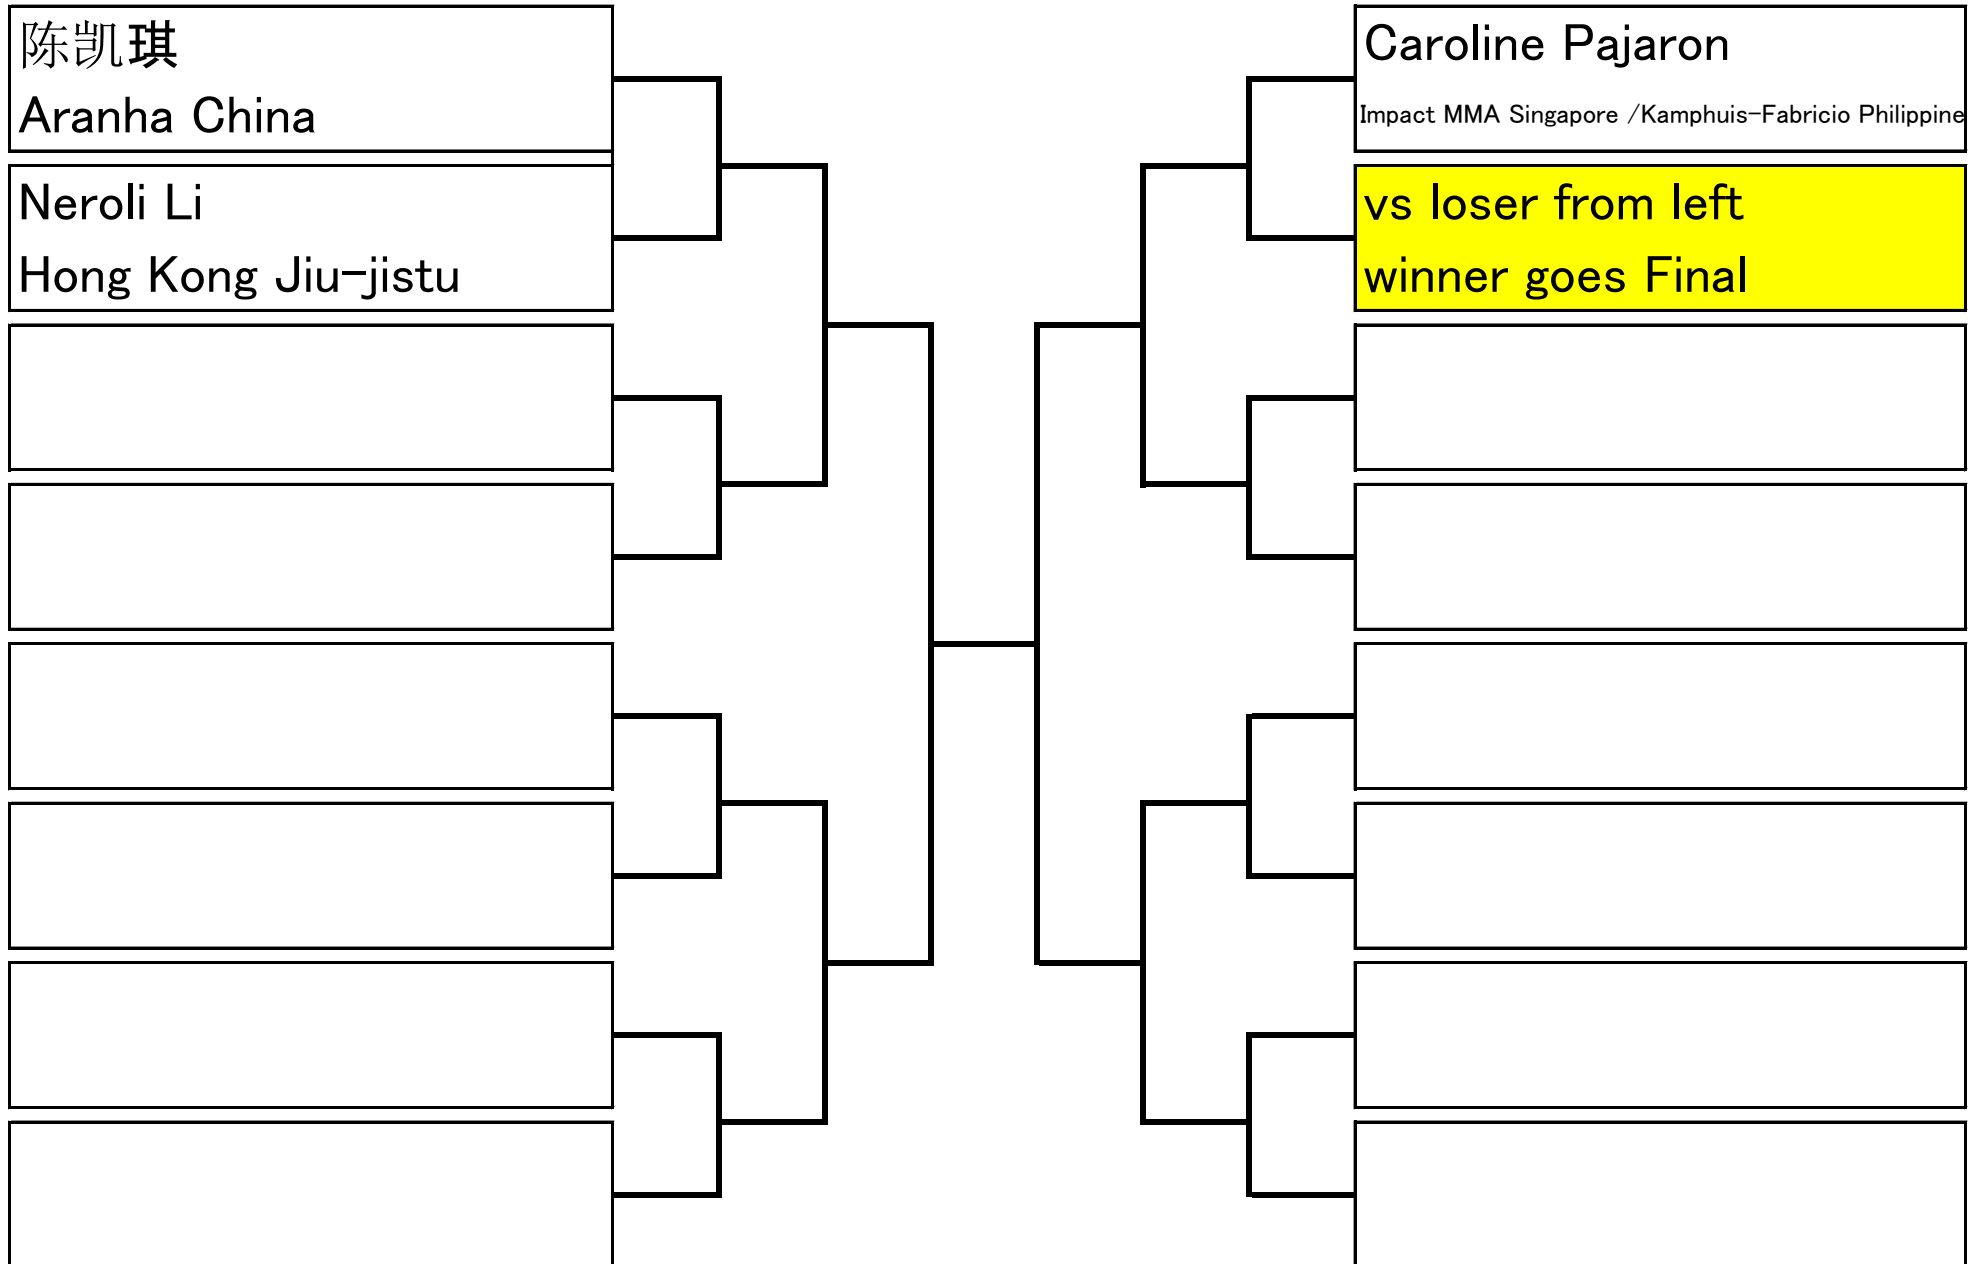 陈凯琪
Aranha China
Neroli Li
Hong Kong Jiu-jistu
Caroline Pajaron
Impact MMA Singapore /Kamphuis-Fabricio Philippine
vs loser from left
winner goes Final